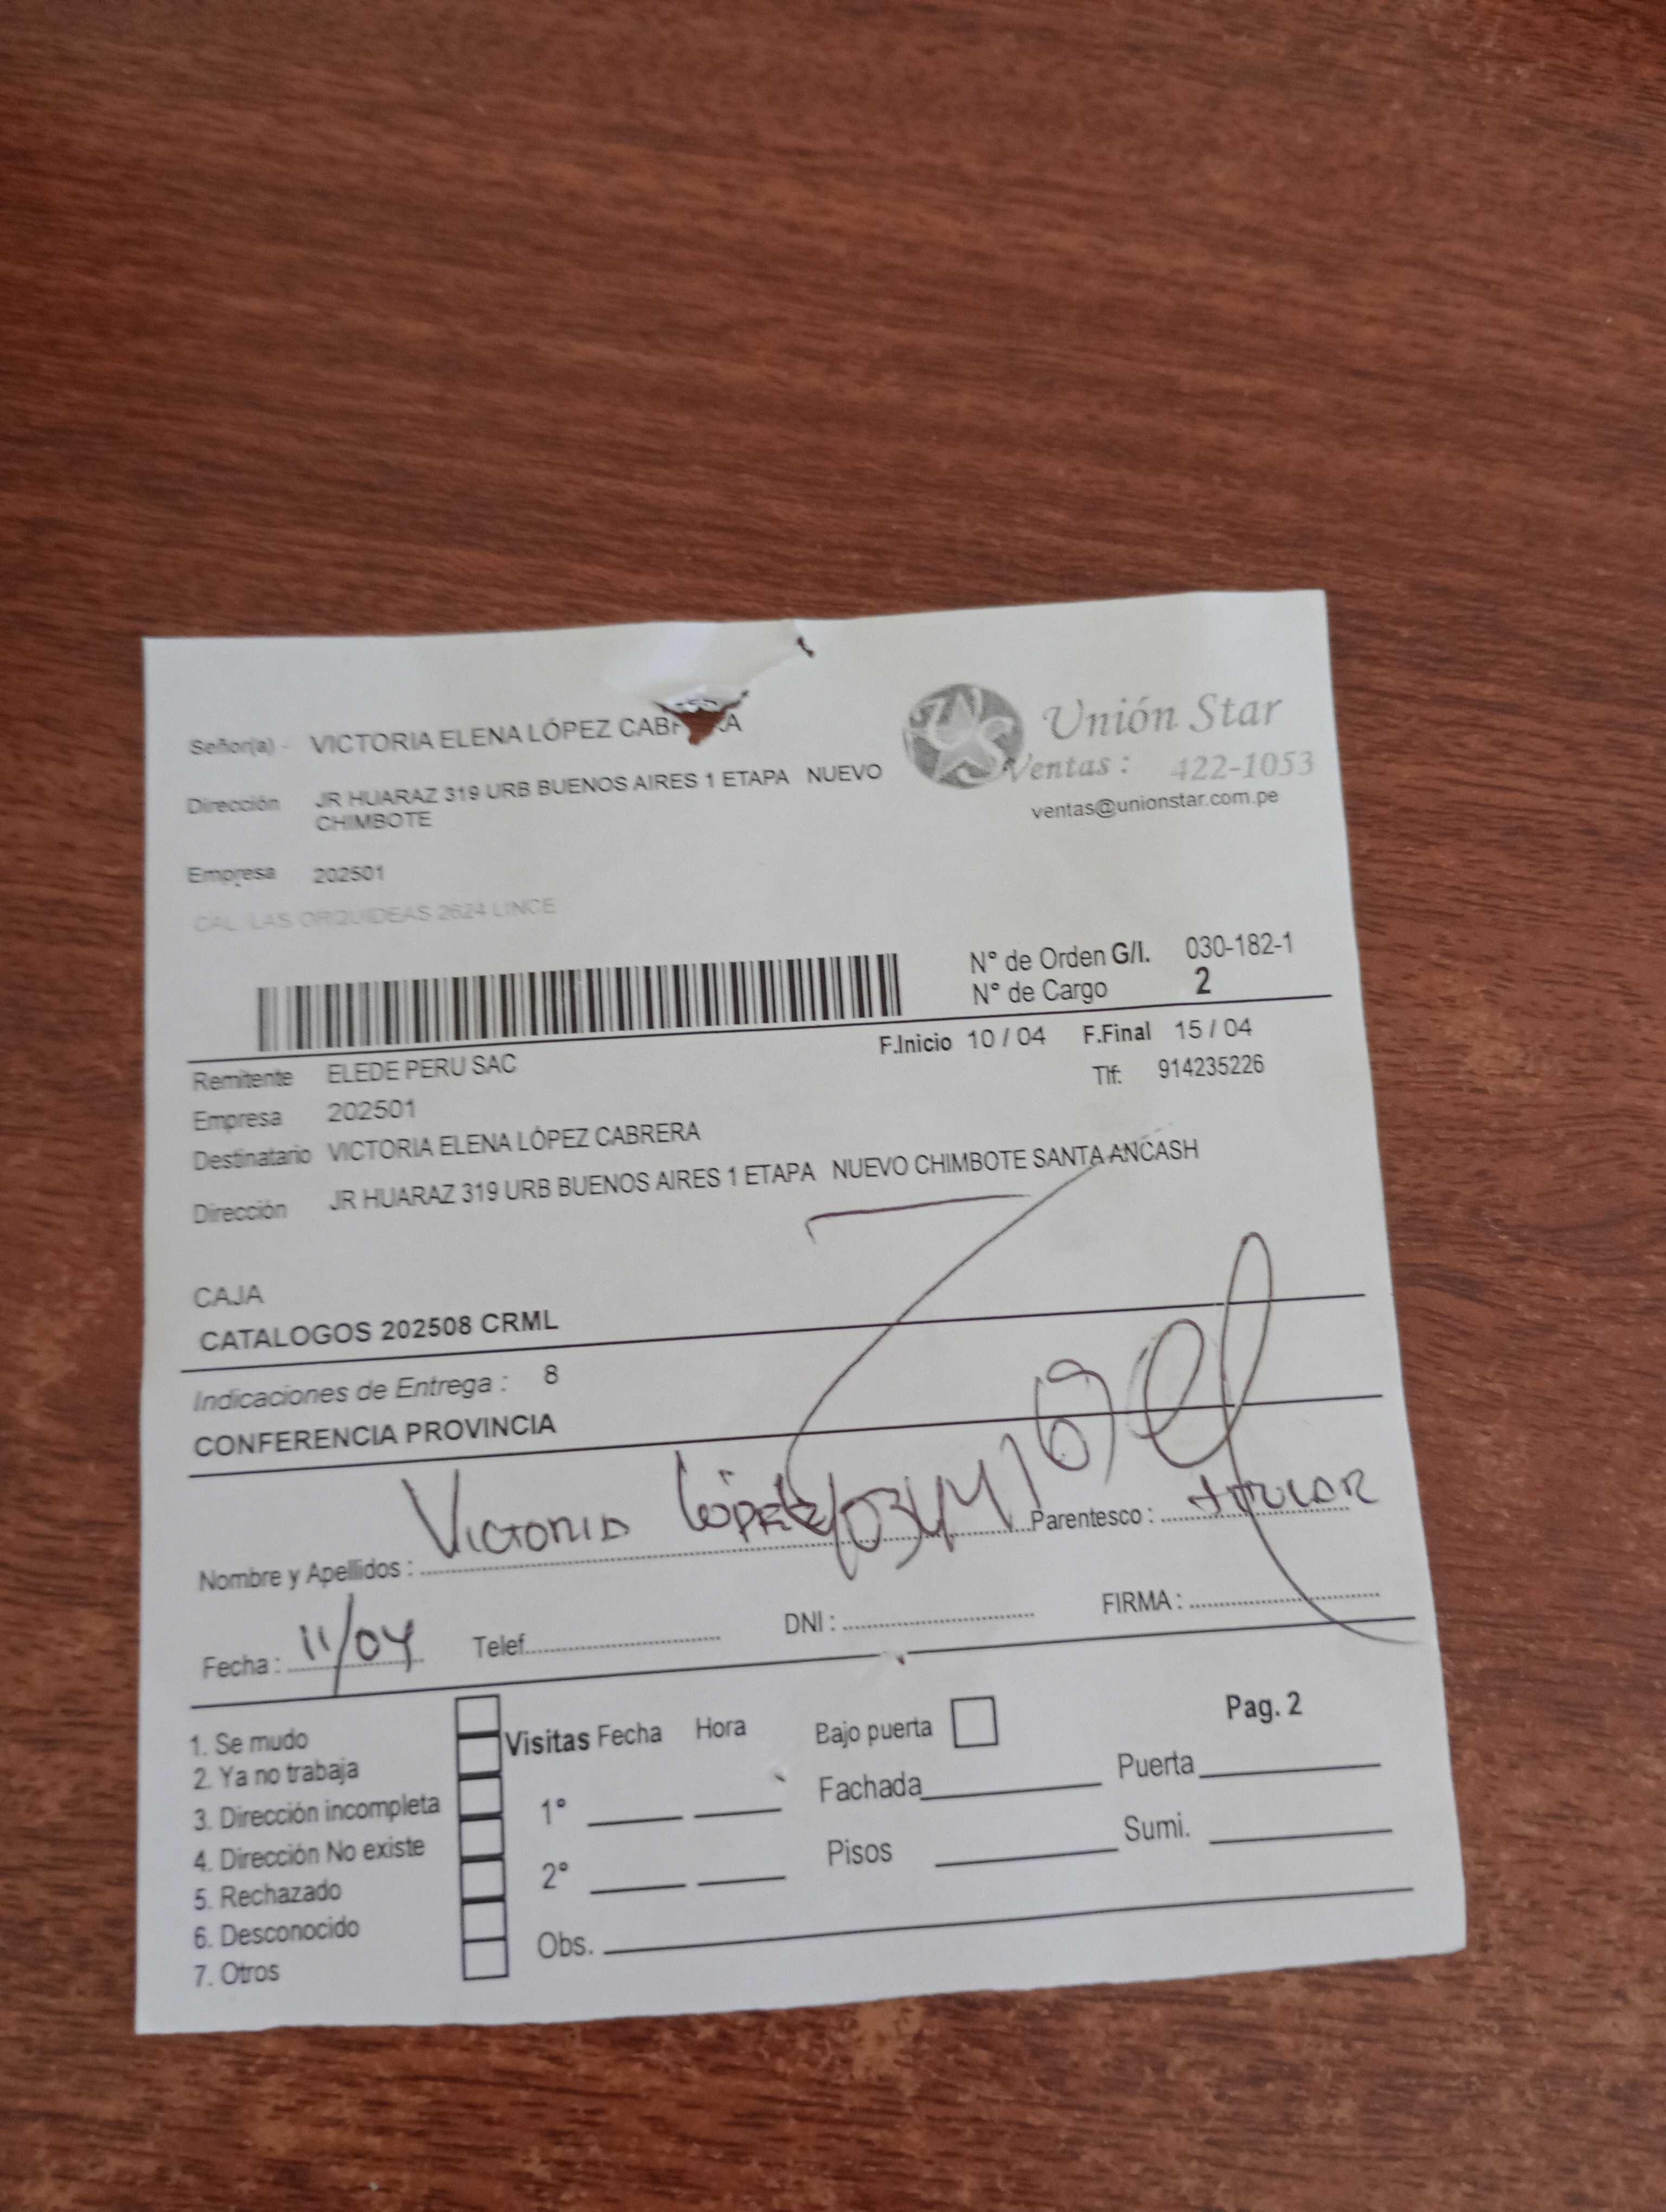 Señor(a) - VICTORIA ELENA LÓPEZ CABRERA
Unión Star
Ventas : 422-1053
ventas@unionstar.com.pe
Dirección JR HUARAZ 319 URB BUENOS AIRES 1 ETAPA NUEVO
CHIMBOTE
Empresa 202501
CAL LAS ORQUIDEAS 2624 LINCE
N° de Orden G/I. 030-182-1
N° de Cargo 2
F.Inicio 10 / 04 F.Final 15 / 04
Remitente ELEDE PERU SAC
Tlf: 914235226
Empresa 202501
Destinatario VICTORIA ELENA LÓPEZ CABRERA
Dirección JR HUARAZ 319 URB BUENOS AIRES 1 ETAPA NUEVO CHIMBOTE SANTA ANCASH
CAJA
CATALOGOS 202508 CRML
Indicaciones de Entrega : 8
CONFERENCIA PROVINCIA
Nombre y Apellidos : Victoria López Parentesco : titular
Fecha : 11/04 Telef. DNI : FIRMA :
1. Se mudo
2. Ya no trabaja
3. Dirección incompleta
4. Dirección No existe
5. Rechazado
6. Desconocido
7. Otros
Visitas Fecha Hora
1°
2°
Obs.
Bajo puerta
Fachada
Pisos
Pag. 2
Puerta
Sumi.